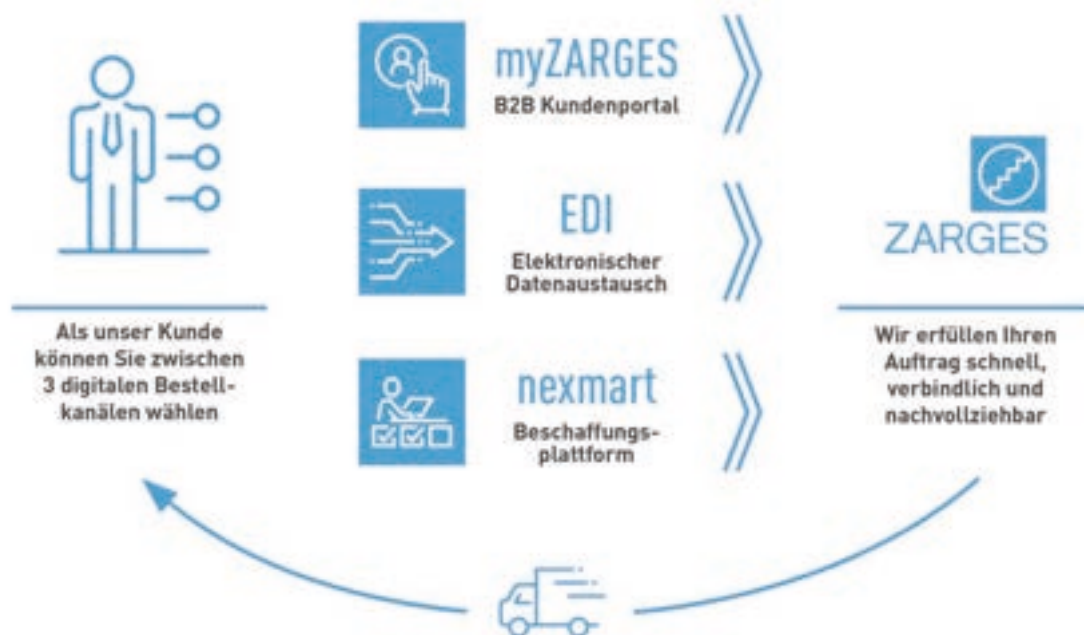 Als unser Kunde
können Sie zwischen
3 digitalen Bestell-
kanälen wählen
myZARGES
B2B Kundenportal
EDI
Elektronischer
Datenaustausch
nexmart
Beschaffungs-
plattform
ZARGES
Wir erfüllen Ihren
Auftrag schnell,
verbindlich und
nachvollziehbar